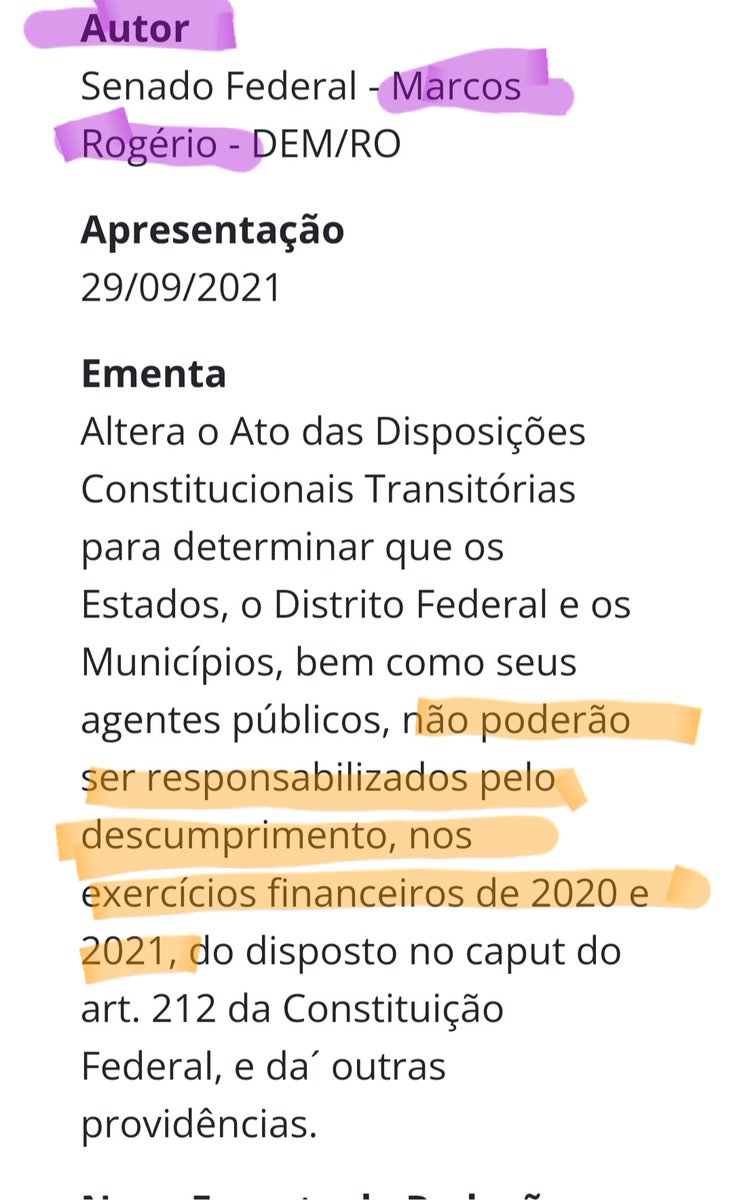 Autor
Senado Federal - Marcos
Rogério - DEM/RO
Apresentação
29/09/2021
Ementa
Altera o Ato das Disposições
Constitucionais Transitórias
para determinar que os
Estados, o Distrito Federal e os
Municípios, bem como seus
agentes públicos, não poderão
ser responsabilizados pelo
descumprimento, nos
exercícios financeiros de 2020 e
2021, do disposto no caput do
art. 212 da Constituição
Federal, e da´ outras
providências.